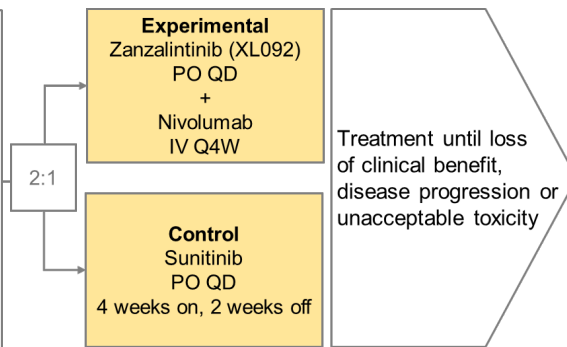 Experimental
Zanzalintinib (XL092)
PO QD
+
Nivolumab
IV Q4W
2:1
Treatment until loss
of clinical benefit,
disease progression or
unacceptable toxicity
Control
Sunitinib
PO QD
4 weeks on, 2 weeks off